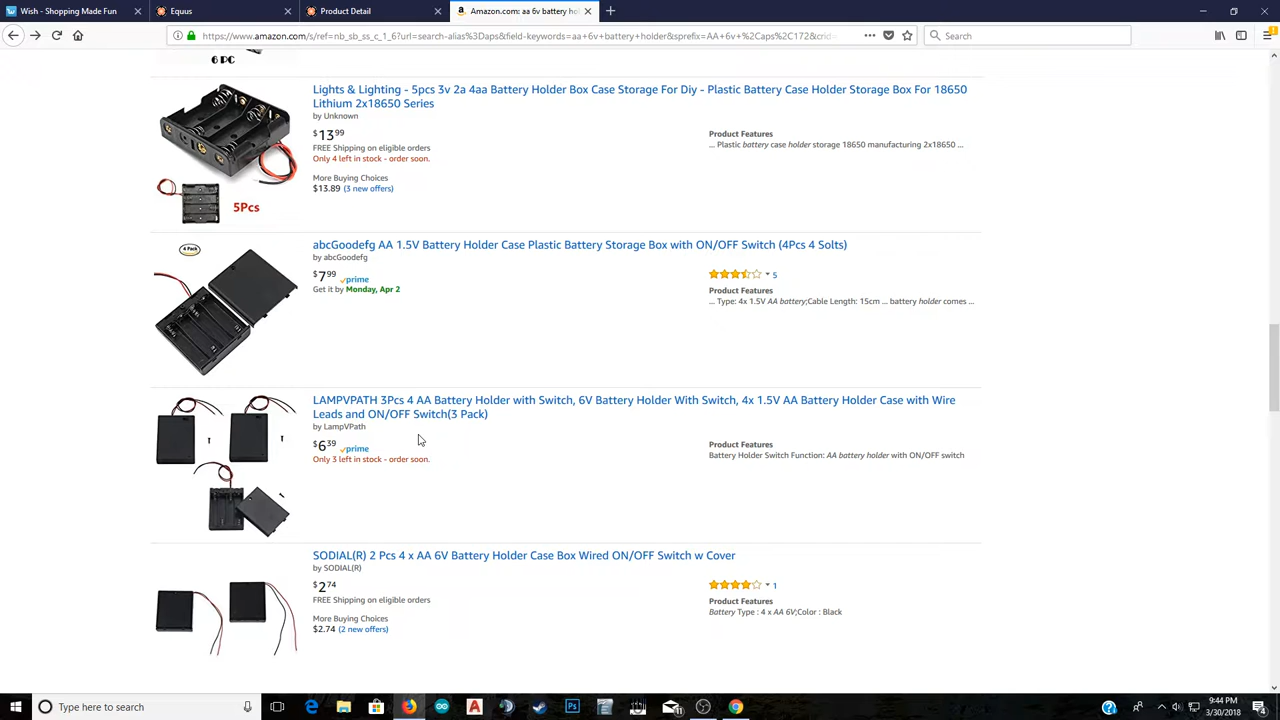 Wish - Shopping Made Fun
Equus
Product Detail
Amazon.com: aa 6v battery hol
https://www.amazon.com/s/ref=nb_sb_ss_c_1_6?url=search-alias%3Daps&field-keywords=aa+6v+battery+holder&sprefix=AA+6v+%2Caps%2C172&crid=
Search
6 PC
Lights & Lighting - 5pcs 3v 2a 4aa Battery Holder Box Case Storage For Diy - Plastic Battery Case Holder Storage Box For 18650
Lithium 2x18650 Series
by Unknown
$13 99
FREE Shipping on eligible orders
Only 4 left in stock - order soon.
More Buying Choices
$13.89 (3 new offers)
Product Features
... Plastic battery case holder storage 18650 manufacturing 2x18650 ...
5Pcs
abcGoodefg AA 1.5V Battery Holder Case Plastic Battery Storage Box with ON/OFF Switch (4Pcs 4 Solts)
by abcGoodefg
$7 99 prime
Get it by Monday, Apr 2
5
Product Features
... Type: 4x 1.5V AA battery;Cable Length: 15cm ... battery holder comes ...
4 Pack
LAMPVPATH 3Pcs 4 AA Battery Holder with Switch, 6V Battery Holder With Switch, 4x 1.5V AA Battery Holder Case with Wire
Leads and ON/OFF Switch(3 Pack)
by LampVPath
$6 39 prime
Only 3 left in stock - order soon.
Product Features
Battery Holder Switch Function: AA battery holder with ON/OFF switch
SODIAL(R) 2 Pcs 4 x AA 6V Battery Holder Case Box Wired ON/OFF Switch w Cover
by SODIAL(R)
$2 74
FREE Shipping on eligible orders
More Buying Choices
$2.74 (2 new offers)
1
Product Features
Battery Type : 4 x AA 6V;Color : Black
Type here to search
9:44 PM
3/30/2018